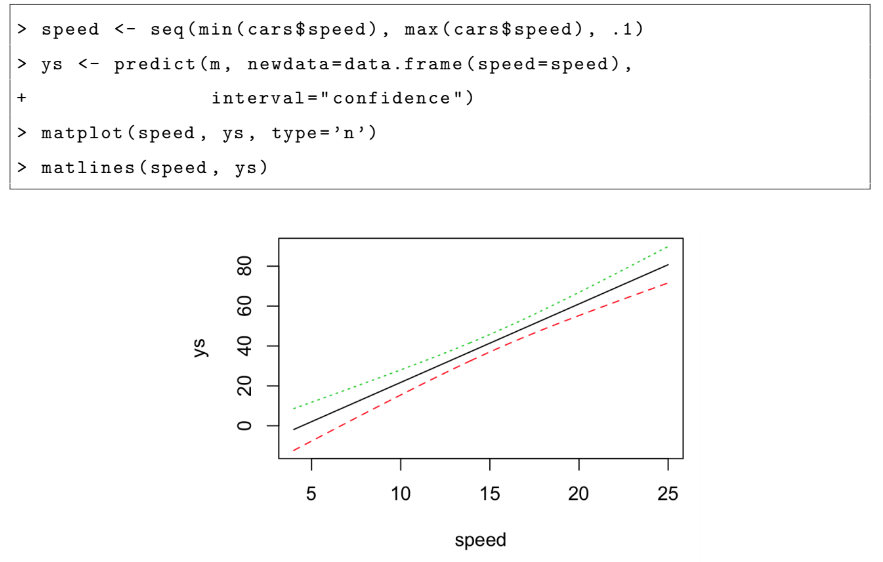 > speed <- seq(min(cars$speed), max(cars$speed), .1)
> ys <- predict(m, newdata=data.frame(speed=speed),
+               interval="confidence")
> matplot(speed, ys, type='n')
> matlines(speed, ys)
80
60
40
20
0
ys
5 10 15 20 25
speed